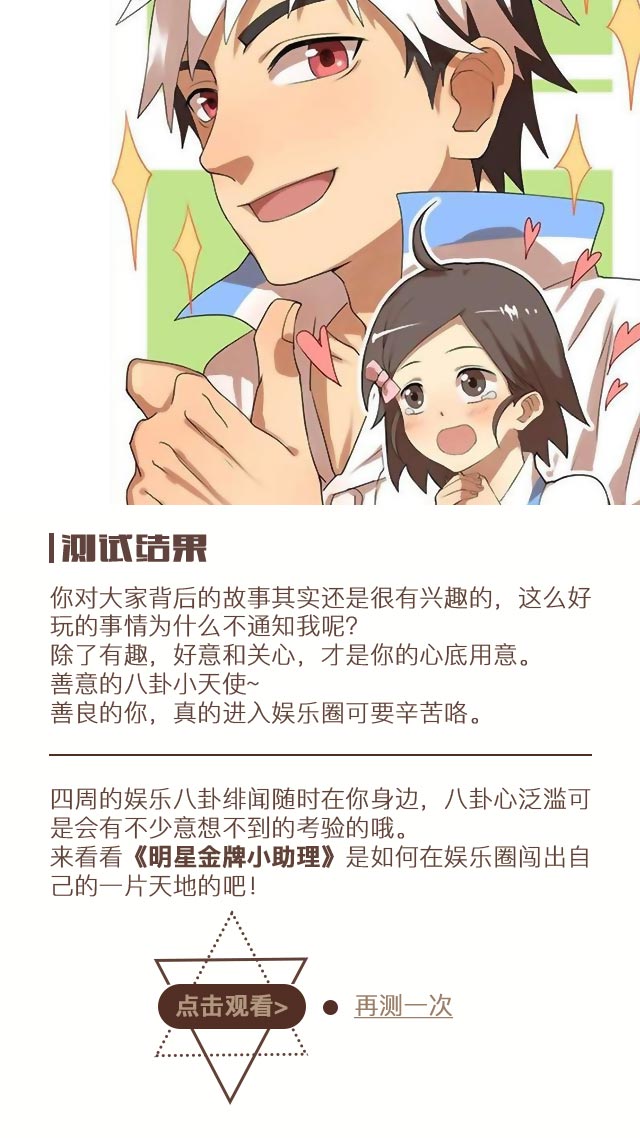 测试结果
你对大家背后的故事其实还是很有兴趣的，这么好
玩的事情为什么不通知我呢？
除了有趣，好意和关心，才是你的心底用意。
善意的八卦小天使~
善良的你，真的进入娱乐圈可要辛苦咯。
四周的娱乐八卦绯闻随时在你身边，八卦心泛滥可
是会有不少意想不到的考验的哦。
来看看《明星金牌小助理》是如何在娱乐圈闯出自
己的一片天地的吧！
点击观看>
再测一次